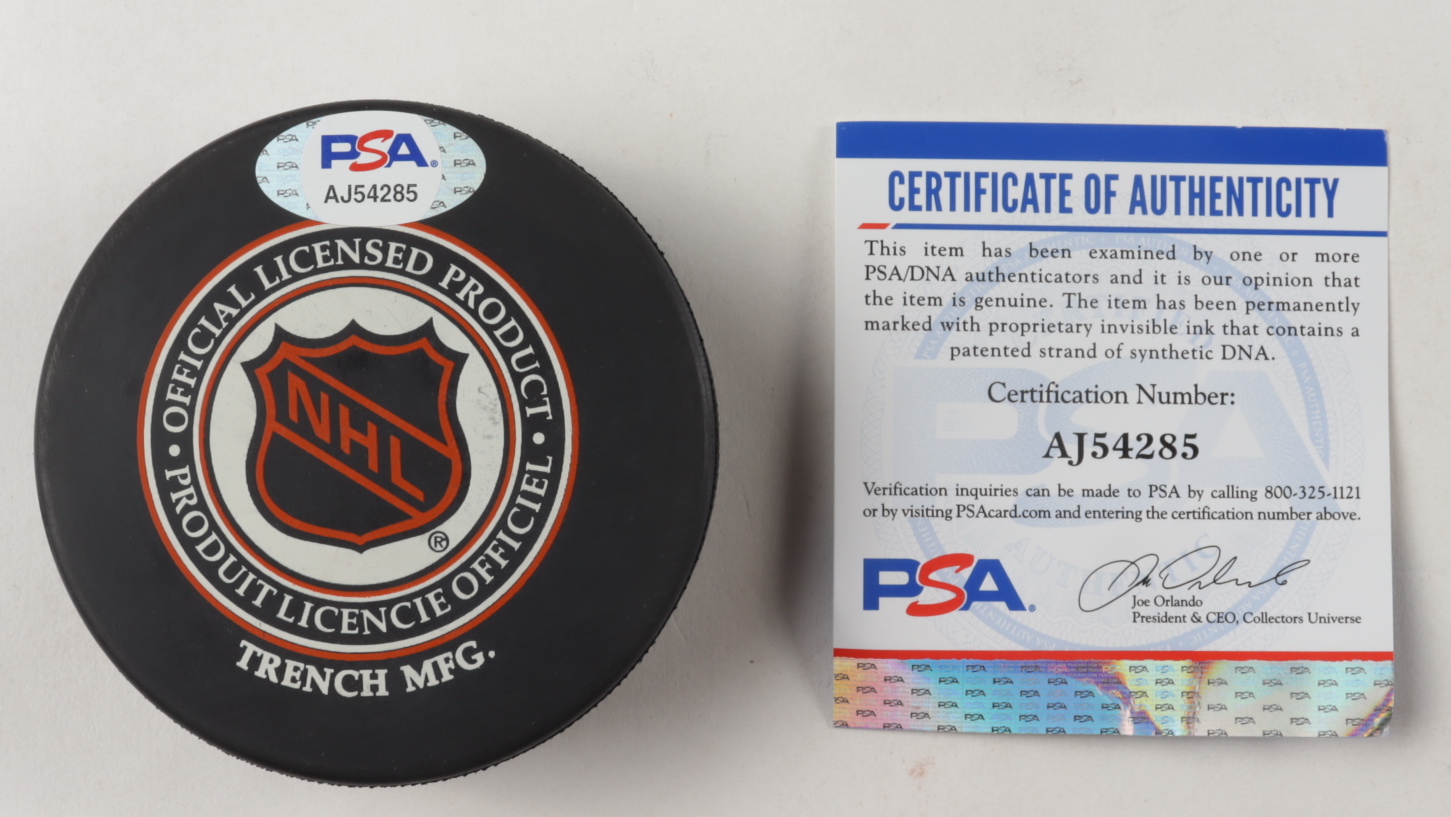 PSA®
AJ54285
• OFFICIAL LICENSED PRODUCT •
PRODUIT LICENCIE OFFICIEL
NHL
®
TRENCH MFG.
CERTIFICATE OF AUTHENTICITY
This item has been examined by one or more
PSA/DNA authenticators and it is our opinion that
the item is genuine. The item has been permanently
marked with proprietary invisible ink that contains a
patented strand of synthetic DNA.
Certification Number:
AJ54285
Verification inquiries can be made to PSA by calling 800-325-1121
or by visiting PSAcard.com and entering the certification number above.
PSA®
Joe Orlando
President & CEO, Collectors Universe